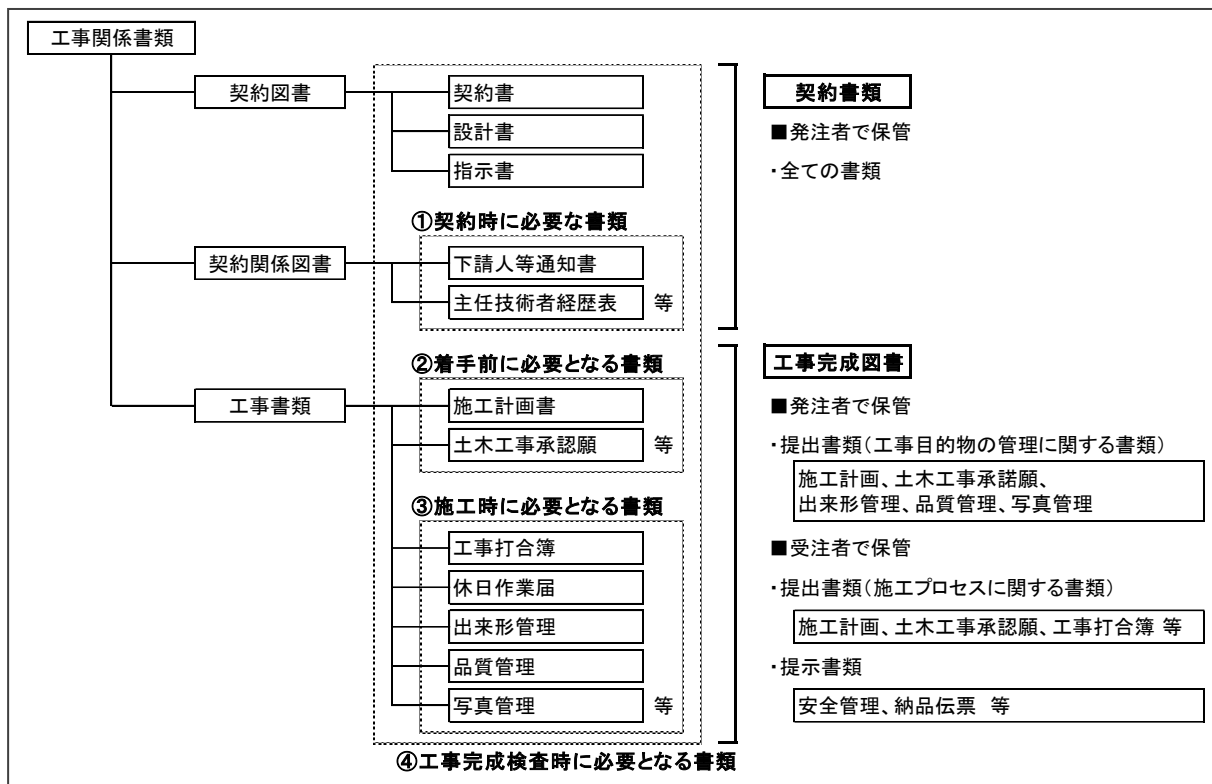 工事関係書類
契約図書
契約書
設計書
指示書
①契約時に必要な書類
契約関係図書
下請人等通知書
主任技術者経歴表 等
②着手前に必要となる書類
工事書類
施工計画書
土木工事承認願 等
③施工時に必要となる書類
工事打合簿
休日作業届
出来形管理
品質管理
写真管理 等
④工事完成検査時に必要となる書類
契約書類
■発注者で保管
・全ての書類
工事完成図書
■発注者で保管
・提出書類(工事目的物の管理に関する書類)
施工計画、土木工事承諾願、
出来形管理、品質管理、写真管理
■受注者で保管
・提出書類(施工プロセスに関する書類)
施工計画、土木工事承認願、工事打合簿 等
・提示書類
安全管理、納品伝票 等